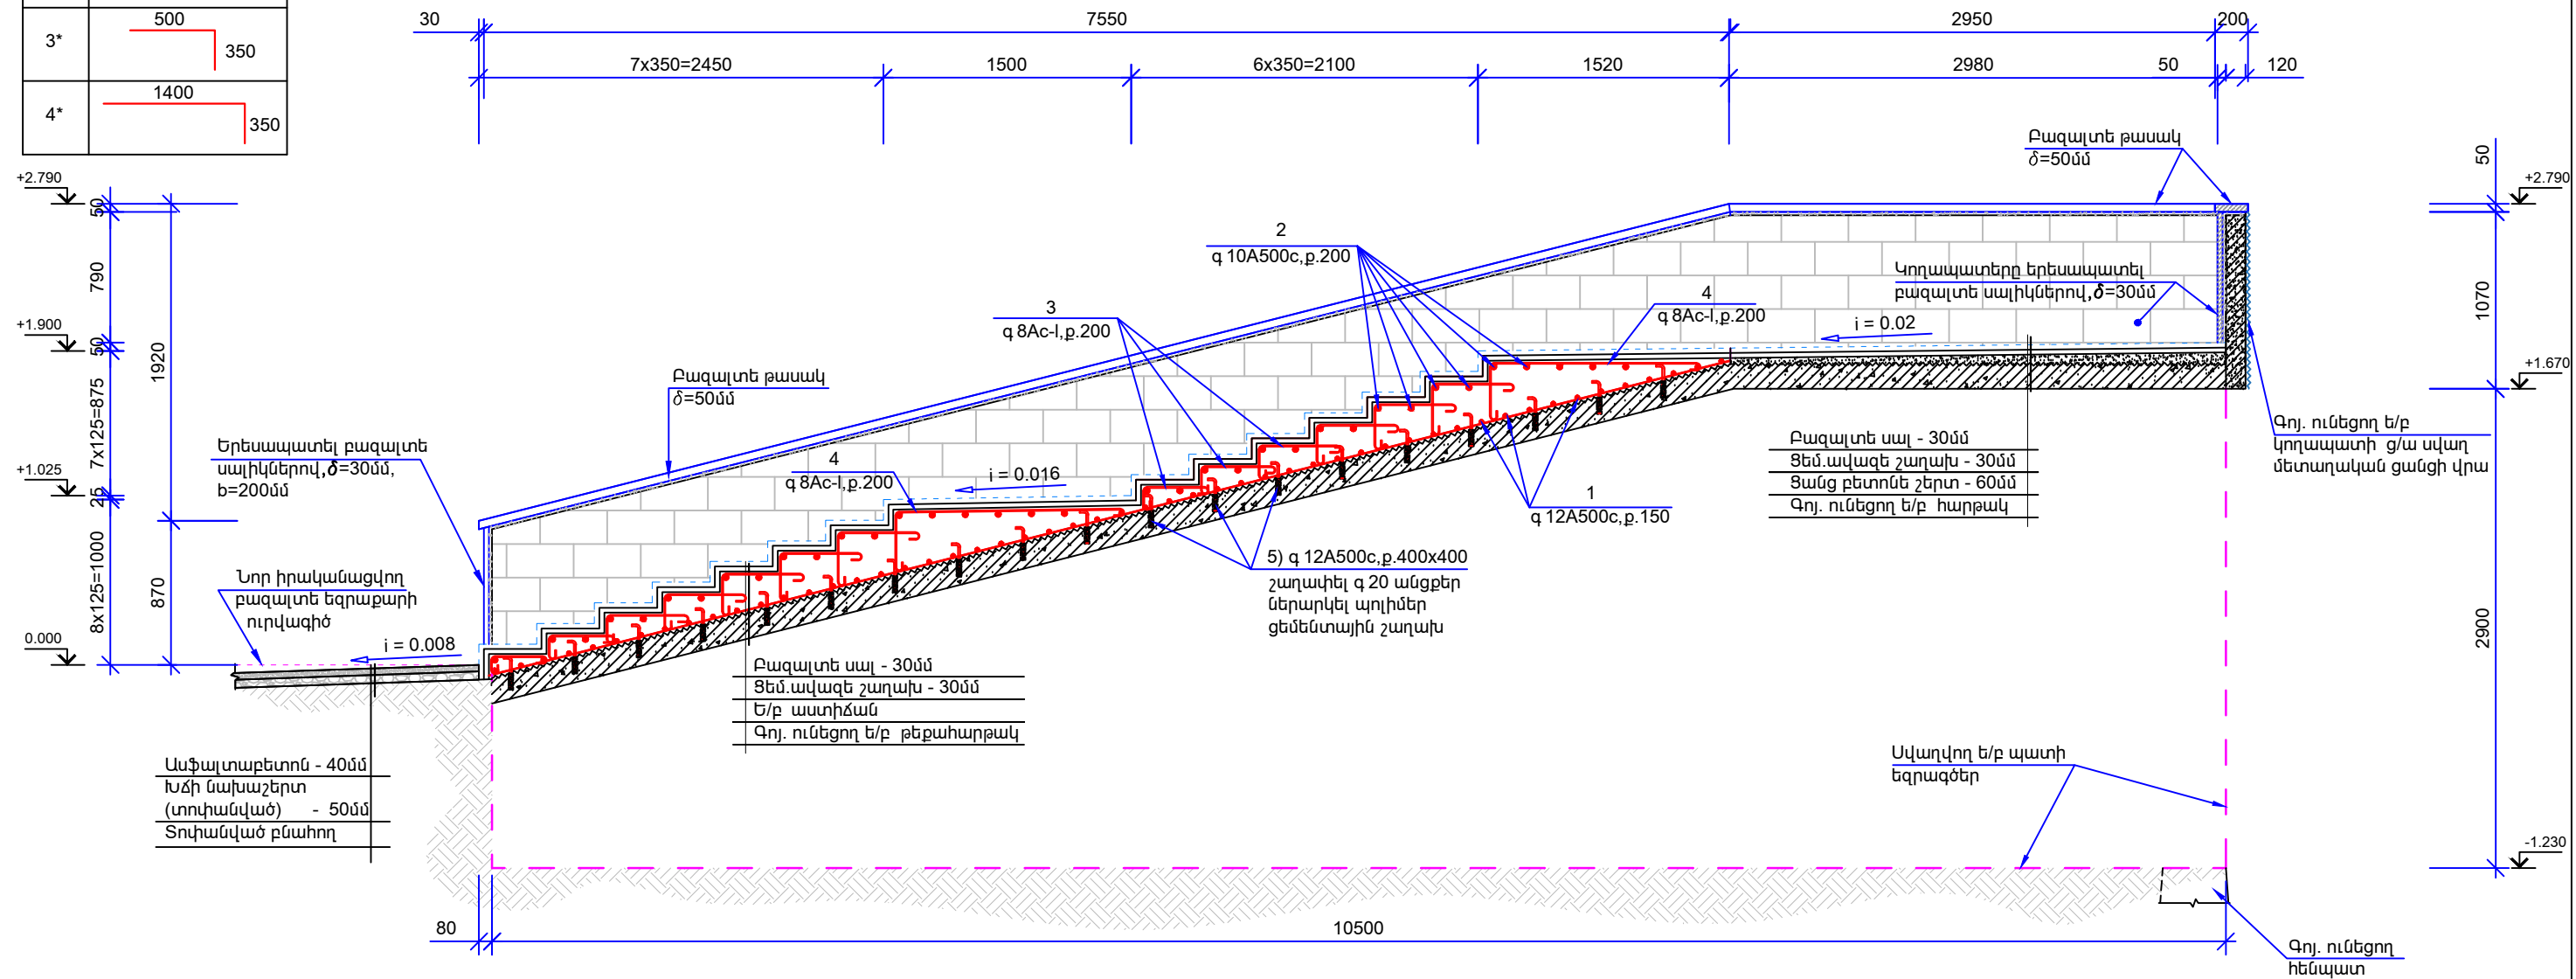 500
3*
350
1400
4*
350
30
7550
2950
200
7x350=2450
1500
6x350=2100
1520
2980
50
120
+2.790
50
790
+1.900
50
1920
7x125=875
+1.025
25
8x125=1000
870
0.000
Երեսապատել բազալտե
սալիկներով,δ=30մմ,
b=200մմ
Նոր իրականացվող
բազալտե եզրաքարի
ուրվագիծ
i = 0.008
Ասֆալտաբետոն - 40մմ
Խճի նախաշերտ
(տոփանված) - 50մմ
Տոփանված բնահող
Բազալտե թասակ
δ=50մմ
4
գ 8Ac-I,ք.200
i = 0.016
3
գ 8Ac-I,ք.200
2
գ 10A500c,ք.200
4
գ 8Ac-I,ք.200
i = 0.02
Կողապատերը երեսապատել
բազալտե սալիկներով,δ=30մմ
Բազալտե թասակ
δ=50մմ
1
գ 12A500c,ք.150
5) գ 12A500c,ք.400x400
շաղափել գ 20 անցքեր
ներարկել պոլիմեր
ցեմենտային շաղախ
Բազալտե սալ - 30մմ
Ցեմ.ավազե շաղախ - 30մմ
Ե/բ աստիճան
Գոյ. ունեցող ե/բ թեքահարթակ
Բազալտե սալ - 30մմ
Ցեմ.ավազե շաղախ - 30մմ
Ցանց բետոնե շերտ - 60մմ
Գոյ. ունեցող ե/բ հարթակ
50
+2.790
1070
+1.670
Գոյ. ունեցող ե/բ
կողապատի ց/ա սվաղ
մետաղական ցանցի վրա
2900
Սվաղվող ե/բ պատի
եզրագծեր
-1.230
80
10500
Գոյ. ունեցող
հենպատ